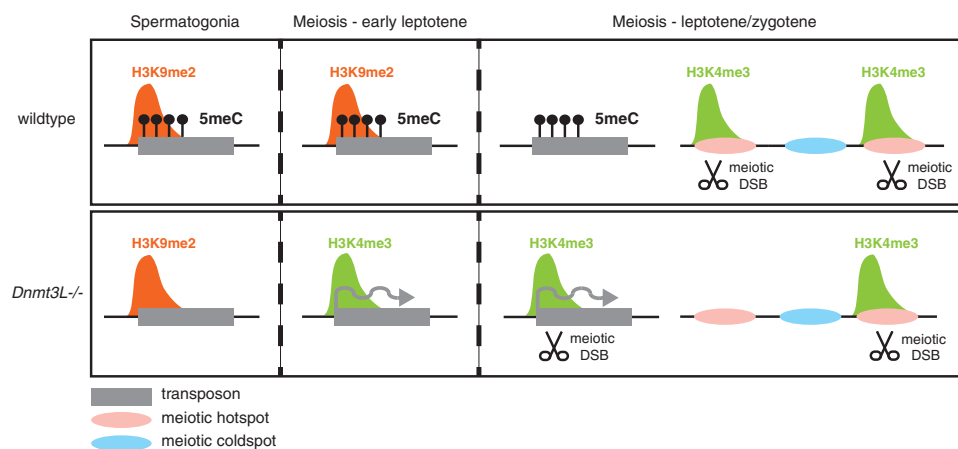 Spermatogonia
Meiosis - early leptotene
Meiosis - leptotene/zygotene
wildtype
H3K9me2
5meC
H3K9me2
5meC
5meC
H3K4me3
H3K4me3
meiotic
DSB
meiotic
DSB
Dnmt3L-/-
H3K9me2
H3K4me3
H3K4me3
H3K4me3
meiotic
DSB
meiotic
DSB
transposon
meiotic hotspot
meiotic coldspot